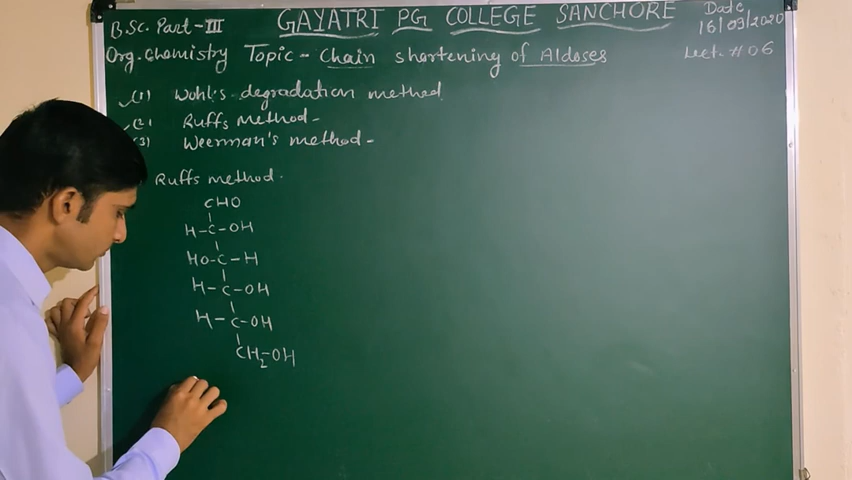 B.Sc. Part-III
GAYATRI PG COLLEGE SANCHORE
Date
16/09/2020
Org. Chemistry Topic - Chain shortening of Aldoses
Lect. # 06
(1) Wohl's degradation method
(2) Ruffs method -
(3) Weerman's method -
Ruffs method.
CHO
H-C-OH
HO-C-H
H-C-OH
H-C-OH
CH2-OH